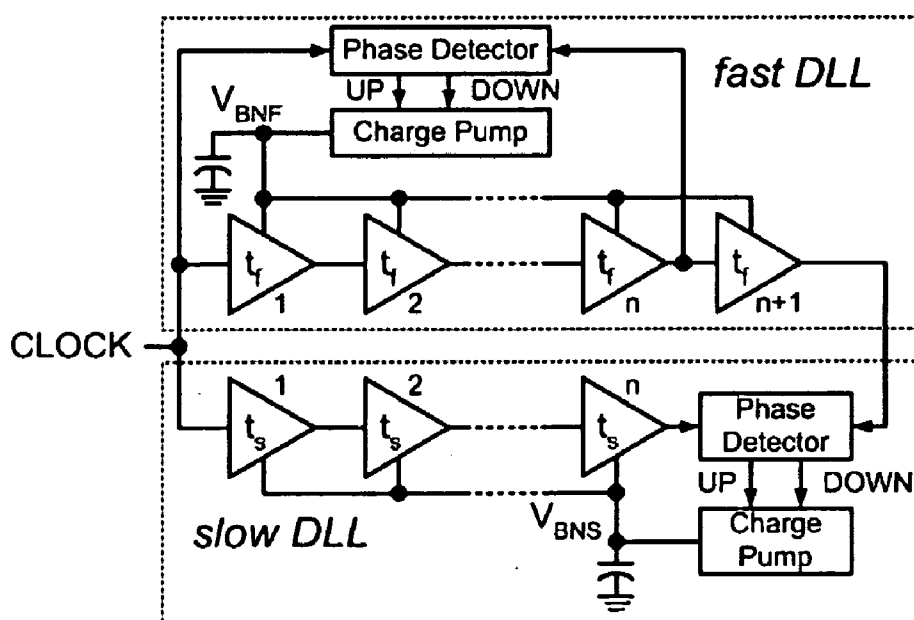 Phase Detector
fast DLL
UP DOWN
V_BNF
Charge Pump
t_f t_f t_f t_f
1 2 n n+1
CLOCK
1 2 n
t_s t_s t_s
Phase
Detector
UP DOWN
V_BNS
slow DLL
Charge
Pump